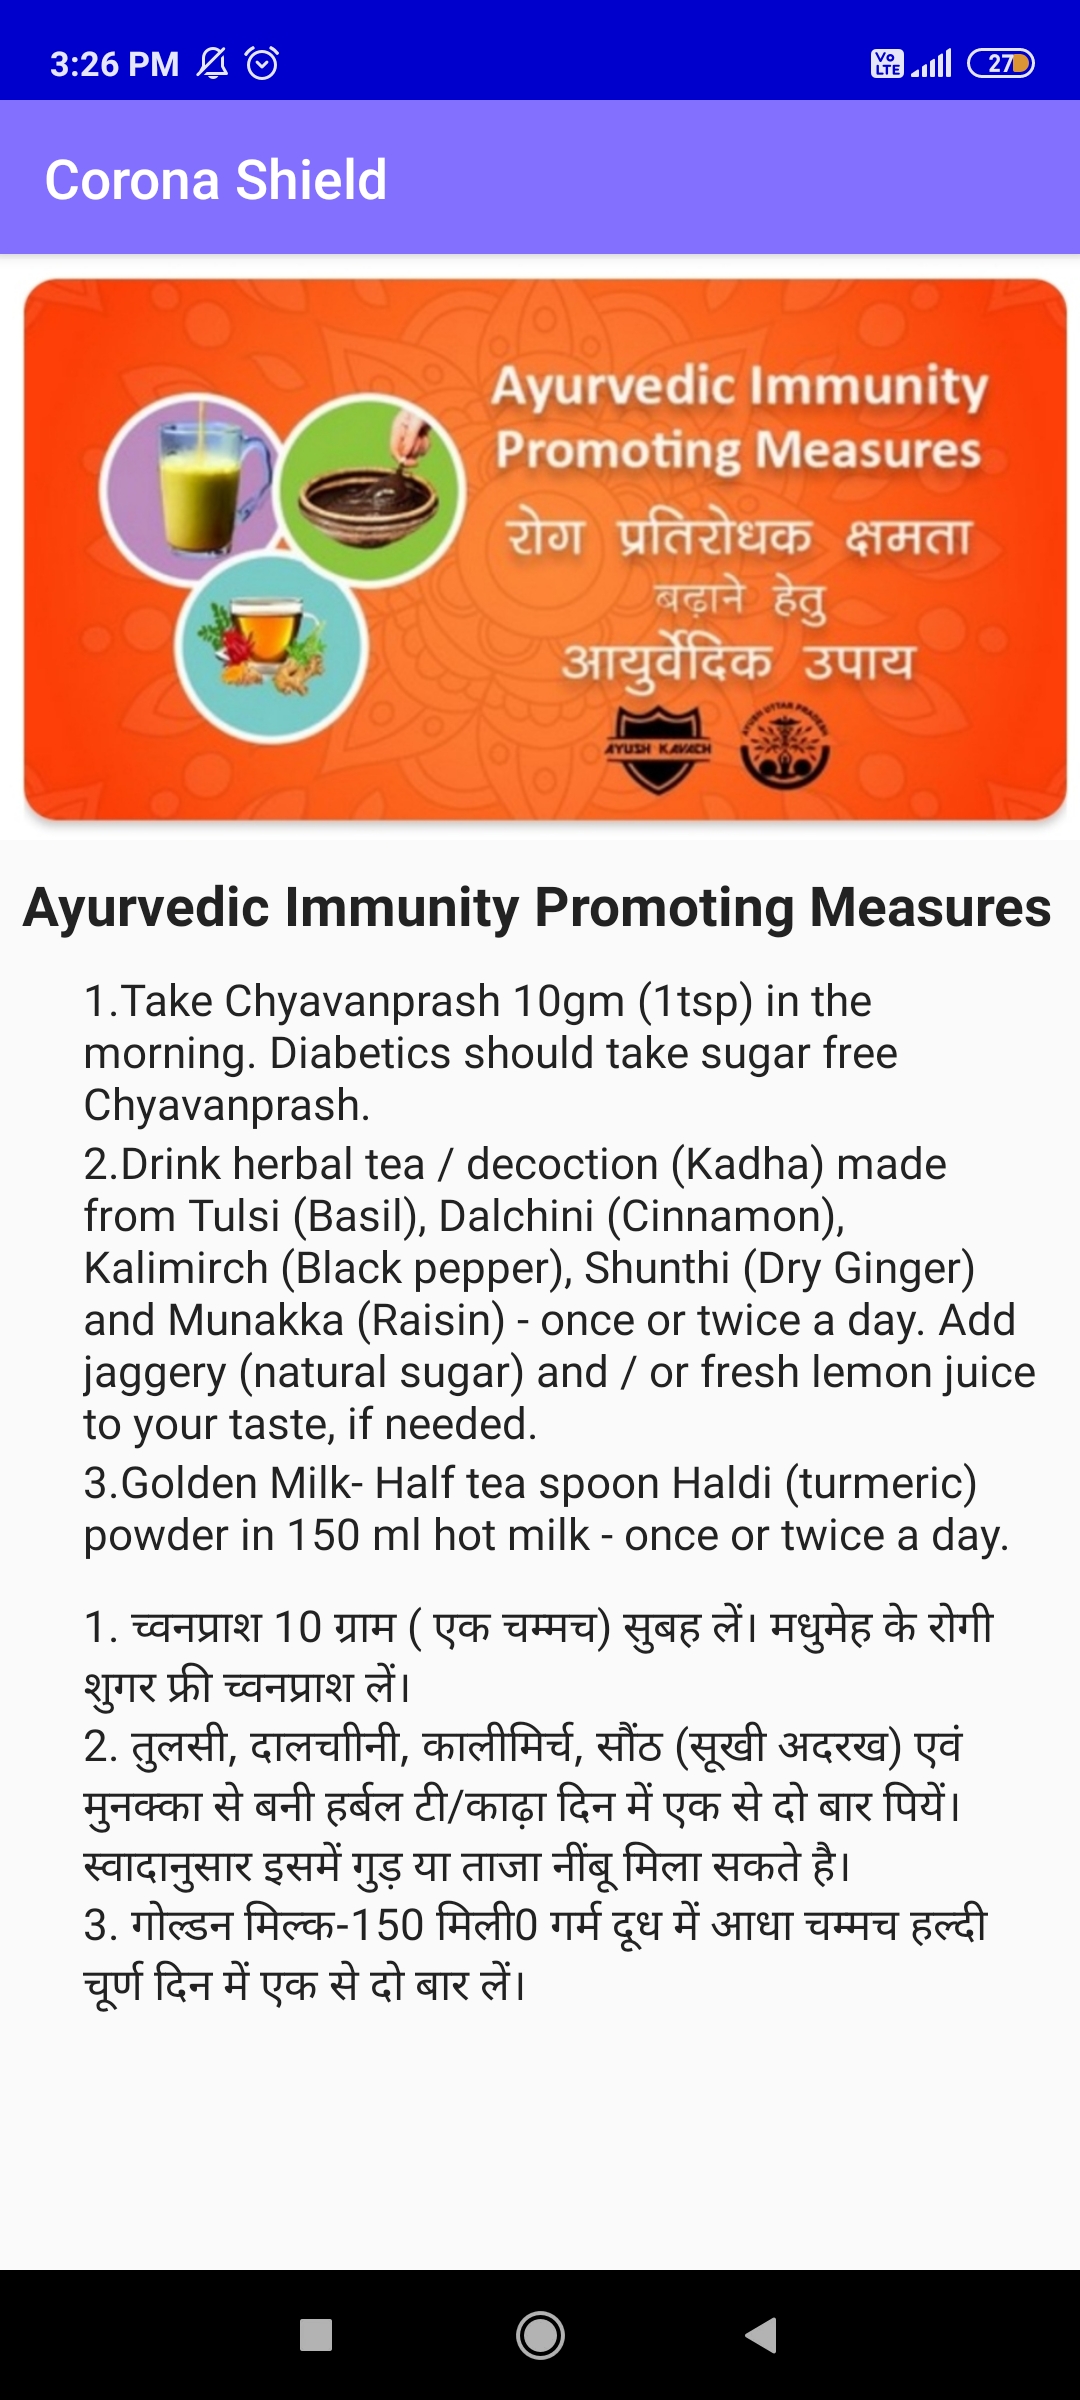 3:26 PM
Vo LTE
27
Corona Shield
Ayurvedic Immunity
Promoting Measures
रोग प्रतिरोधक क्षमता
बढ़ाने हेतु
आयुर्वेदिक उपाय
AYUSH KAVACH
AYUSH UTTAR PRADESH
Ayurvedic Immunity Promoting Measures
1.Take Chyavanprash 10gm (1tsp) in the
morning. Diabetics should take sugar free
Chyavanprash.
2.Drink herbal tea / decoction (Kadha) made
from Tulsi (Basil), Dalchini (Cinnamon),
Kalimirch (Black pepper), Shunthi (Dry Ginger)
and Munakka (Raisin) - once or twice a day. Add
jaggery (natural sugar) and / or fresh lemon juice
to your taste, if needed.
3.Golden Milk- Half tea spoon Haldi (turmeric)
powder in 150 ml hot milk - once or twice a day.
1. च्वनप्राश 10 ग्राम ( एक चम्मच) सुबह लें। मधुमेह के रोगी
शुगर फ्री च्वनप्राश लें।
2. तुलसी, दालचाीनी, कालीमिर्च, सौंठ (सूखी अदरख) एवं
मुनक्का से बनी हर्बल टी/काढ़ा दिन में एक से दो बार पियें।
स्वादानुसार इसमें गुड़ या ताजा नींबू मिला सकते है।
3. गोल्डन मिल्क-150 मिली0 गर्म दूध में आधा चम्मच हल्दी
चूर्ण दिन में एक से दो बार लें।